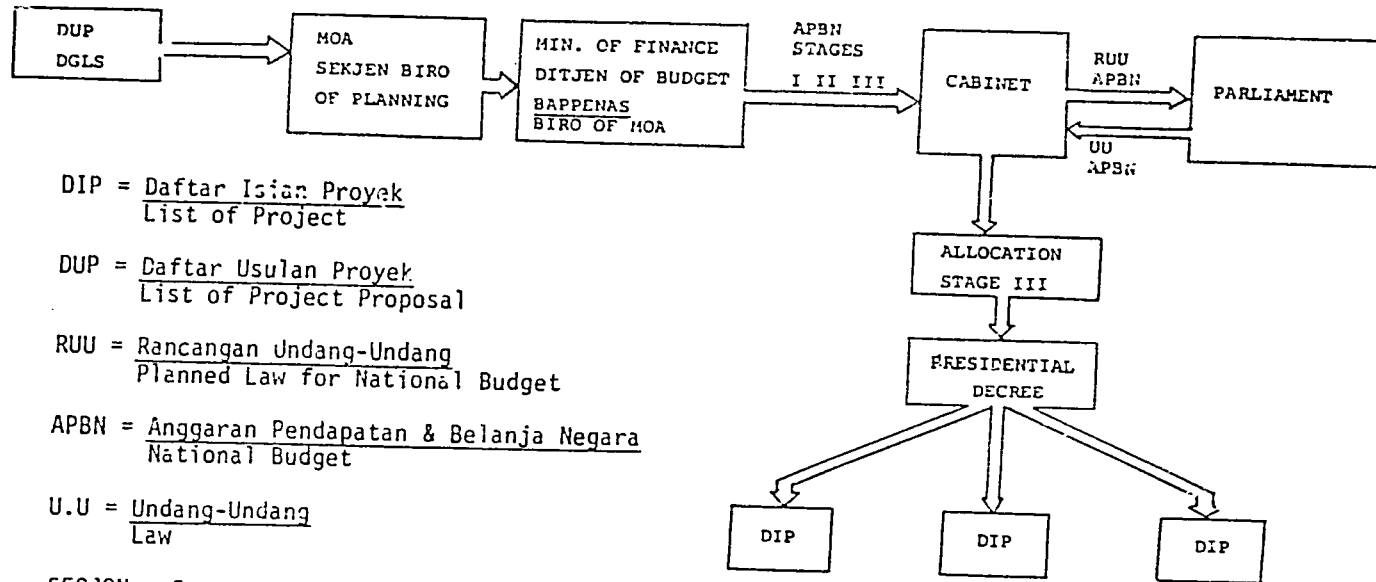 DUP
DGLS
MOA
SEKJEN BIRO
OF PLANNING
MIN. OF FINANCE
DITJEN OF BUDGET
BAPPENAS
BIRO OF MOA
APBN
STAGES
I II III
CABINET
RUU
APBN
UU
APBN
PARLIAMENT
ALLOCATION
STAGE III
PRESIDENTIAL
DECREE
DIP
DIP
DIP
DIP = Daftar Isian Proyek
List of Project
DUP = Daftar Usulan Proyek
List of Project Proposal
RUU = Rancangan Undang-Undang
Planned Law for National Budget
APBN = Anggaran Pendapatan & Belanja Negara
National Budget
U.U = Undang-Undang
Law